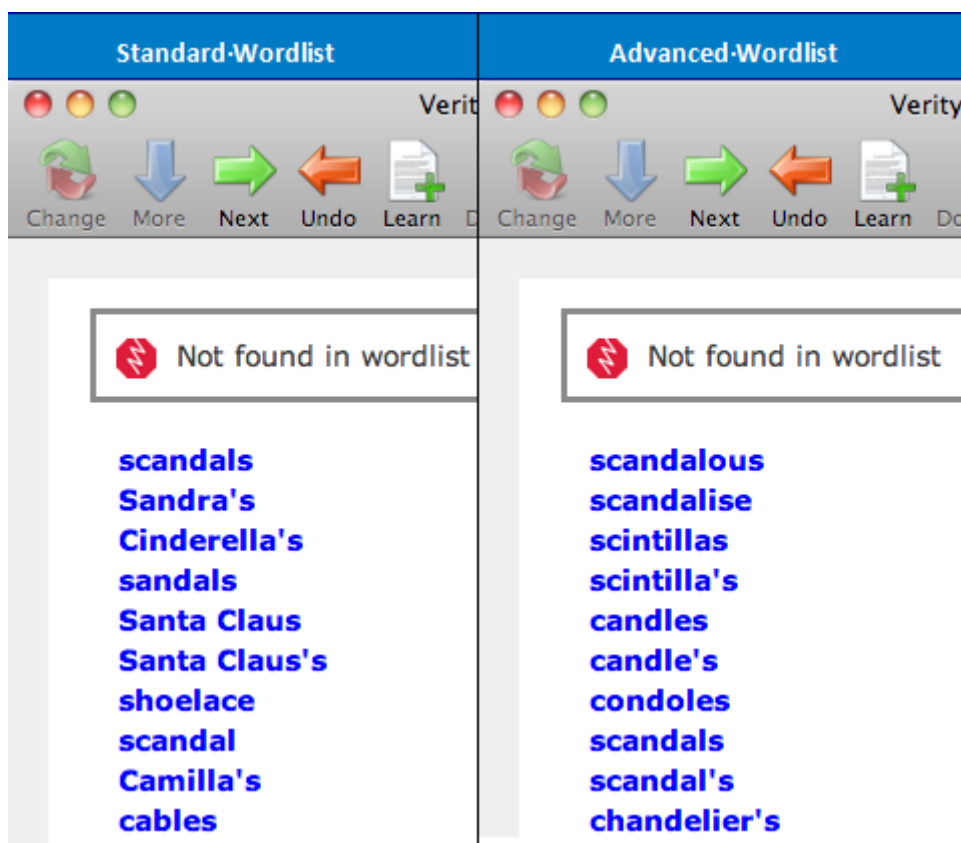 Standard·Wordlist
Verit
Change More Next Undo Learn D
Not found in wordlist
scandals
Sandra's
Cinderella's
sandals
Santa Claus
Santa Claus's
shoelace
scandal
Camilla's
cables
Advanced·Wordlist
Verity
Change More Next Undo Learn Do
Not found in wordlist
scandalous
scandalise
scintillas
scintilla's
candles
candle's
condoles
scandals
scandal's
chandelier's